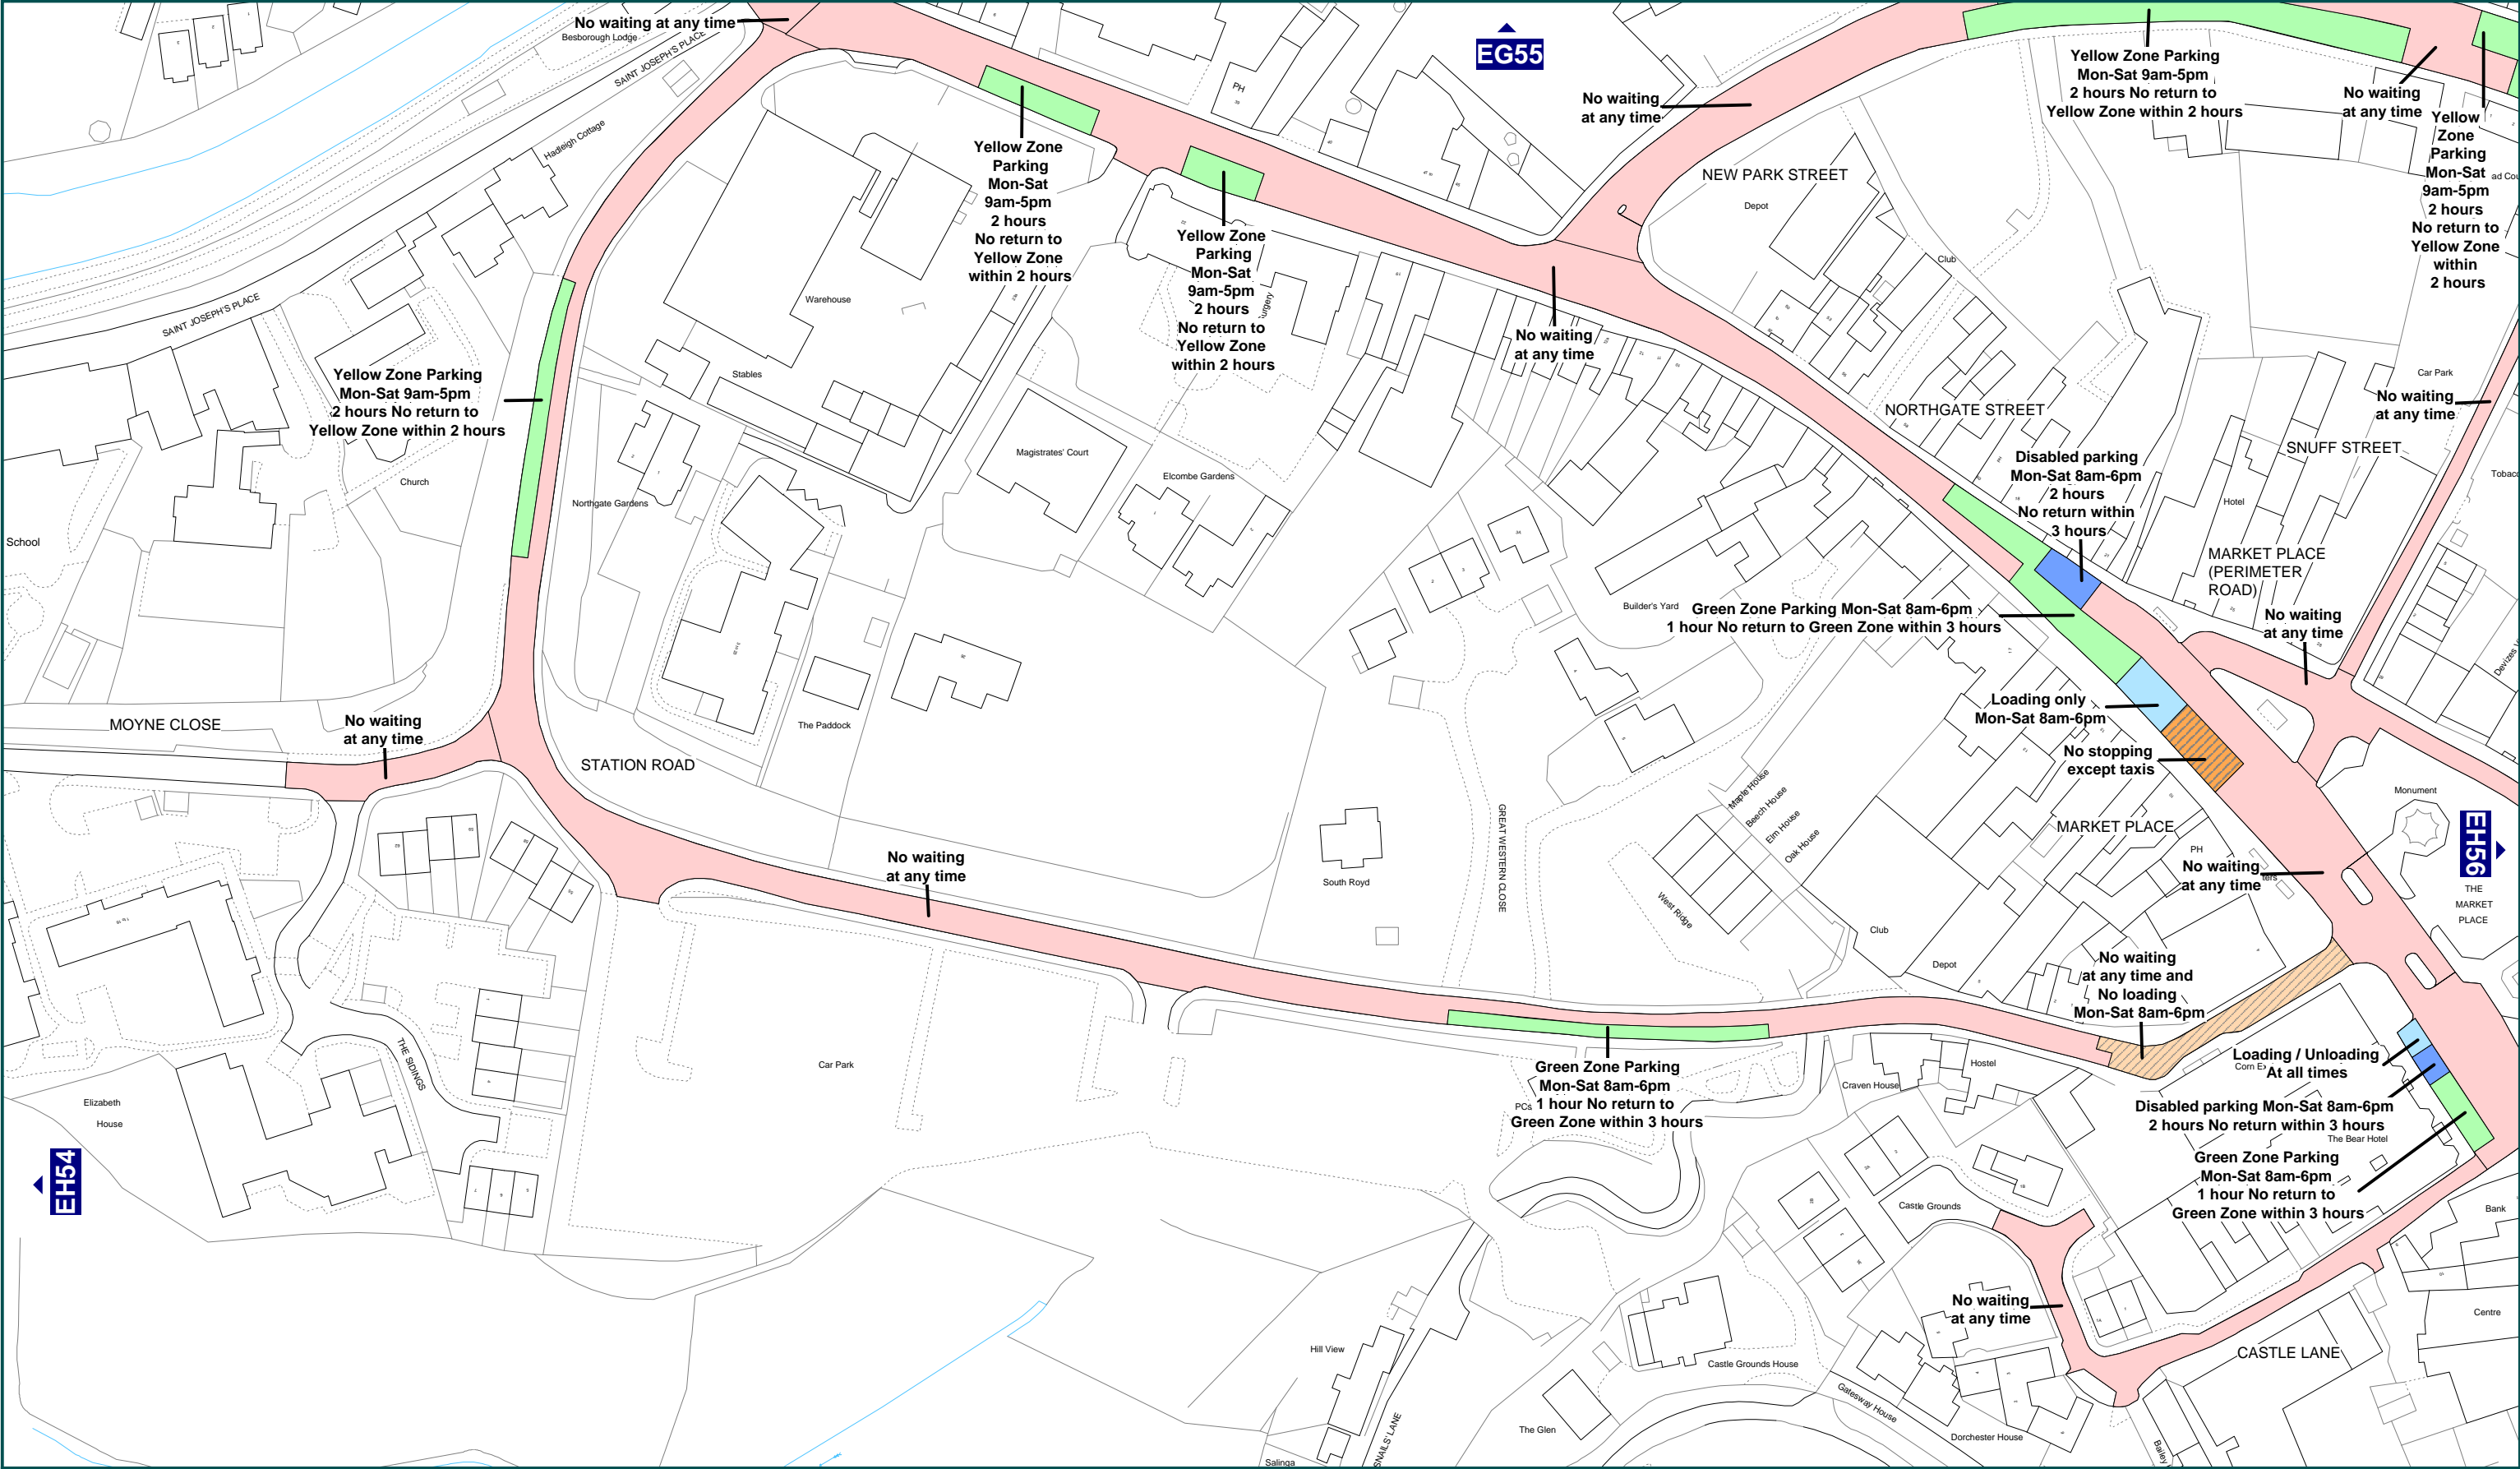 No waiting at any time
Besborough Lodge
SAINT JOSEPH'S PLACE
Hadleigh Cottage
SAINT JOSEPH'S PLACE
EG55
PH
No waiting
at any time
Yellow Zone Parking
Mon-Sat 9am-5pm
2 hours No return to
Yellow Zone within 2 hours
No waiting
at any time
Yellow
Zone
Parking
Mon-Sat
9am-5pm
2 hours
No return to
Yellow Zone
within
2 hours
Yellow Zone
Parking
Mon-Sat
9am-5pm
2 hours
No return to
Yellow Zone
within 2 hours
Yellow Zone
Parking
Mon-Sat
9am-5pm
2 hours
No return to
Yellow Zone
within 2 hours
NEW PARK STREET
Depot
Club
Warehouse
Stables
No waiting
at any time
Yellow Zone Parking
Mon-Sat 9am-5pm
2 hours No return to
Yellow Zone within 2 hours
Church
School
Northgate Gardens
Magistrates' Court
Elcombe Gardens
NORTHGATE STREET
Car Park
No waiting
at any time
SNUFF STREET
Hotel
Disabled parking
Mon-Sat 8am-6pm
2 hours
No return within
3 hours
MARKET PLACE
(PERIMETER
ROAD)
No waiting
at any time
Builder's Yard
Green Zone Parking Mon-Sat 8am-6pm
1 hour No return to Green Zone within 3 hours
Loading only
Mon-Sat 8am-6pm
No stopping
except taxis
MOYNE CLOSE
No waiting
at any time
STATION ROAD
The Paddock
Monument
EH56
THE
MARKET
PLACE
MARKET PLACE
PH
No waiting
at any time
Maple House
Beech House
Elm House
Oak House
West Ridge
GREAT WESTERN CLOSE
South Royd
No waiting
at any time
Club
Depot
No waiting
at any time and
No loading
Mon-Sat 8am-6pm
Hostel
Craven House
Loading / Unloading
At all times
Disabled parking Mon-Sat 8am-6pm
2 hours No return within 3 hours
The Bear Hotel
Green Zone Parking
Mon-Sat 8am-6pm
1 hour No return to
Green Zone within 3 hours
Green Zone Parking
Mon-Sat 8am-6pm
1 hour No return to
Green Zone within 3 hours
PCs
Car Park
THE SIDINGS
Elizabeth
House
EH54
Castle Grounds
Bank
Centre
No waiting
at any time
CASTLE LANE
Castle Grounds House
Gatesway House
Dorchester House
Bailey
Hill View
The Glen
SNAILS' LANE
Salinga